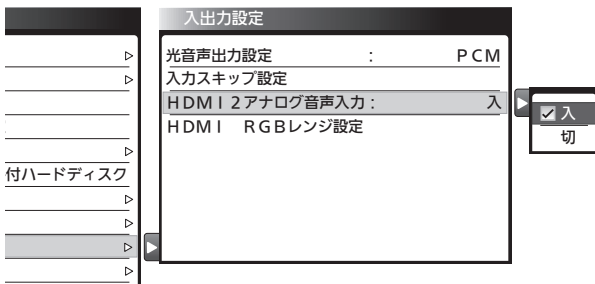 入出力設定
光音声出力設定 : PCM
入力スキップ設定
HDMI2アナログ音声入力: 入
HDMI RGBレンジ設定
入
切
付ハードディスク